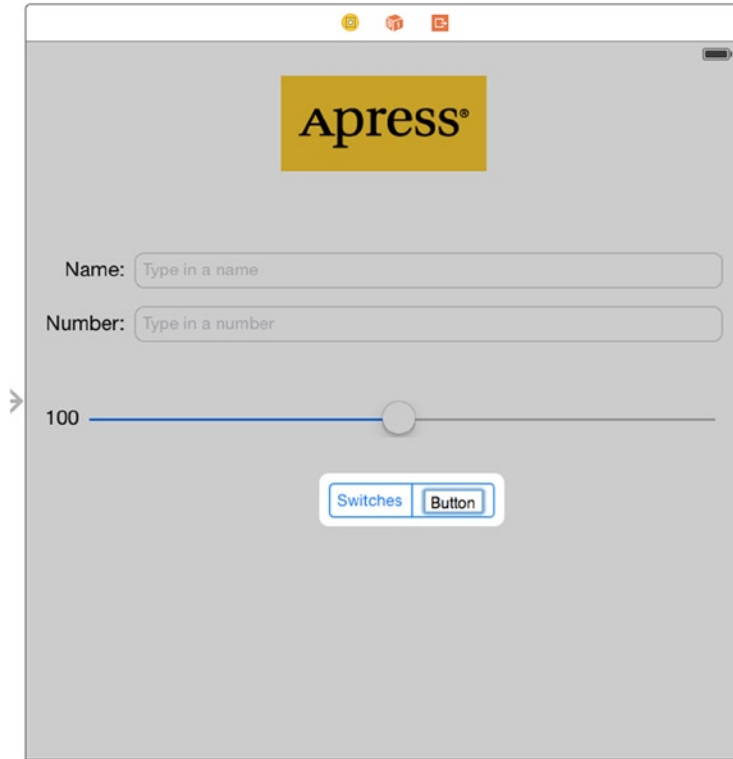 Apress®
Name: Type in a name
Number: Type in a number
100
Switches Button